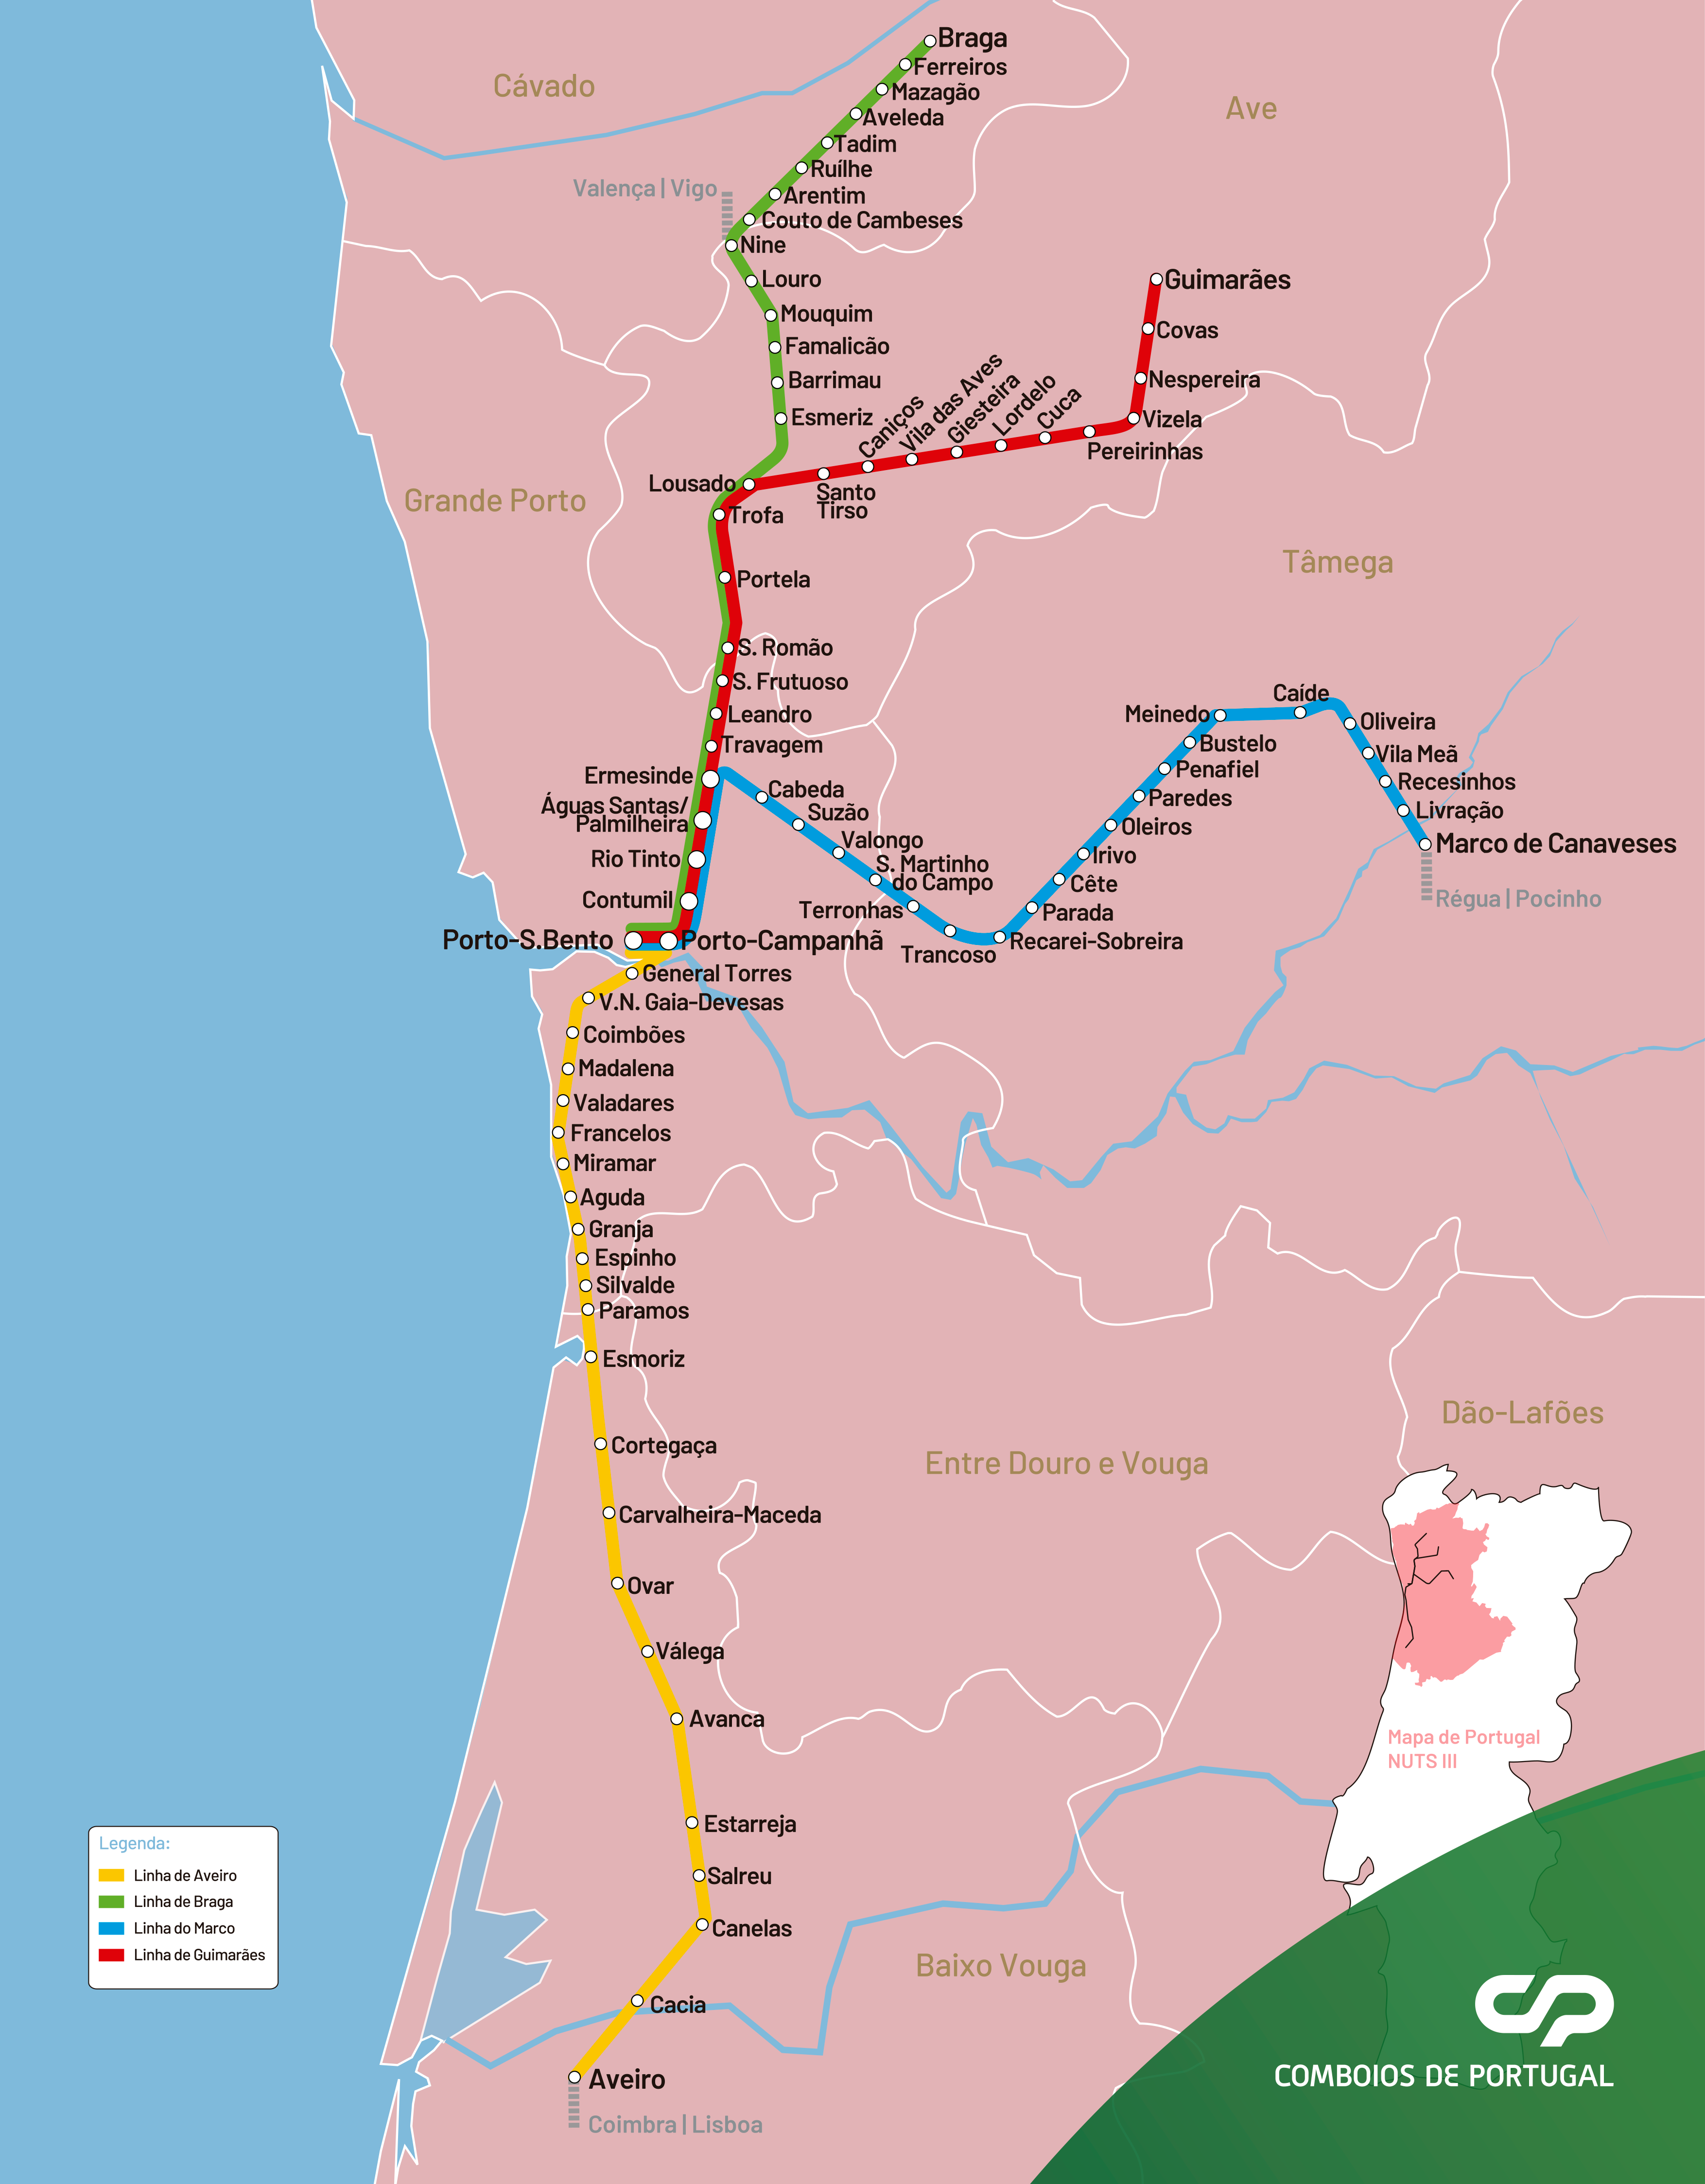 Braga
Ferreiros
Cávado
Mazagão
Ave
Aveleda
Tadim
Ruílhe
Valença | Vigo
Arentim
Couto de Cambeses
Nine
Louro
Guimarães
Mouquim
Covas
Famalicão
Barrimau
Nespereira
Esmeriz
Caniços
Vila das Aves
Giesteira
Lordelo
Cuca
Vizela
Pereirinhas
Lousado
Santo
Tirso
Grande Porto
Trofa
Tâmega
Portela
S. Romão
S. Frutuoso
Leandro
Travagem
Caíde
Meinedo
Oliveira
Bustelo
Vila Meã
Penafiel
Recesinhos
Ermesinde
Cabeda
Paredes
Águas Santas/
Palmilheira
Suzão
Livração
Oleiros
Valongo
Marco de Canaveses
Rio Tinto
S. Martinho
do Campo
Irivo
Cête
Régua | Pocinho
Contumil
Terronhas
Parada
Porto-S.Bento
Porto-Campanhã
Trancoso
Recarei-Sobreira
General Torres
V.N. Gaia-Devesas
Coimbões
Madalena
Valadares
Francelos
Miramar
Aguda
Granja
Espinho
Silvalde
Paramos
Esmoriz
Dão-Lafões
Cortegaça
Entre Douro e Vouga
Carvalheira-Maceda
Ovar
Válega
Avanca
Mapa de Portugal
NUTS III
Estarreja
Salreu
Canelas
Legenda:
Linha de Aveiro
Linha de Braga
Linha do Marco
Linha de Guimarães
Baixo Vouga
Cacia
Aveiro
Coimbra | Lisboa
CP
COMBOIOS DE PORTUGAL